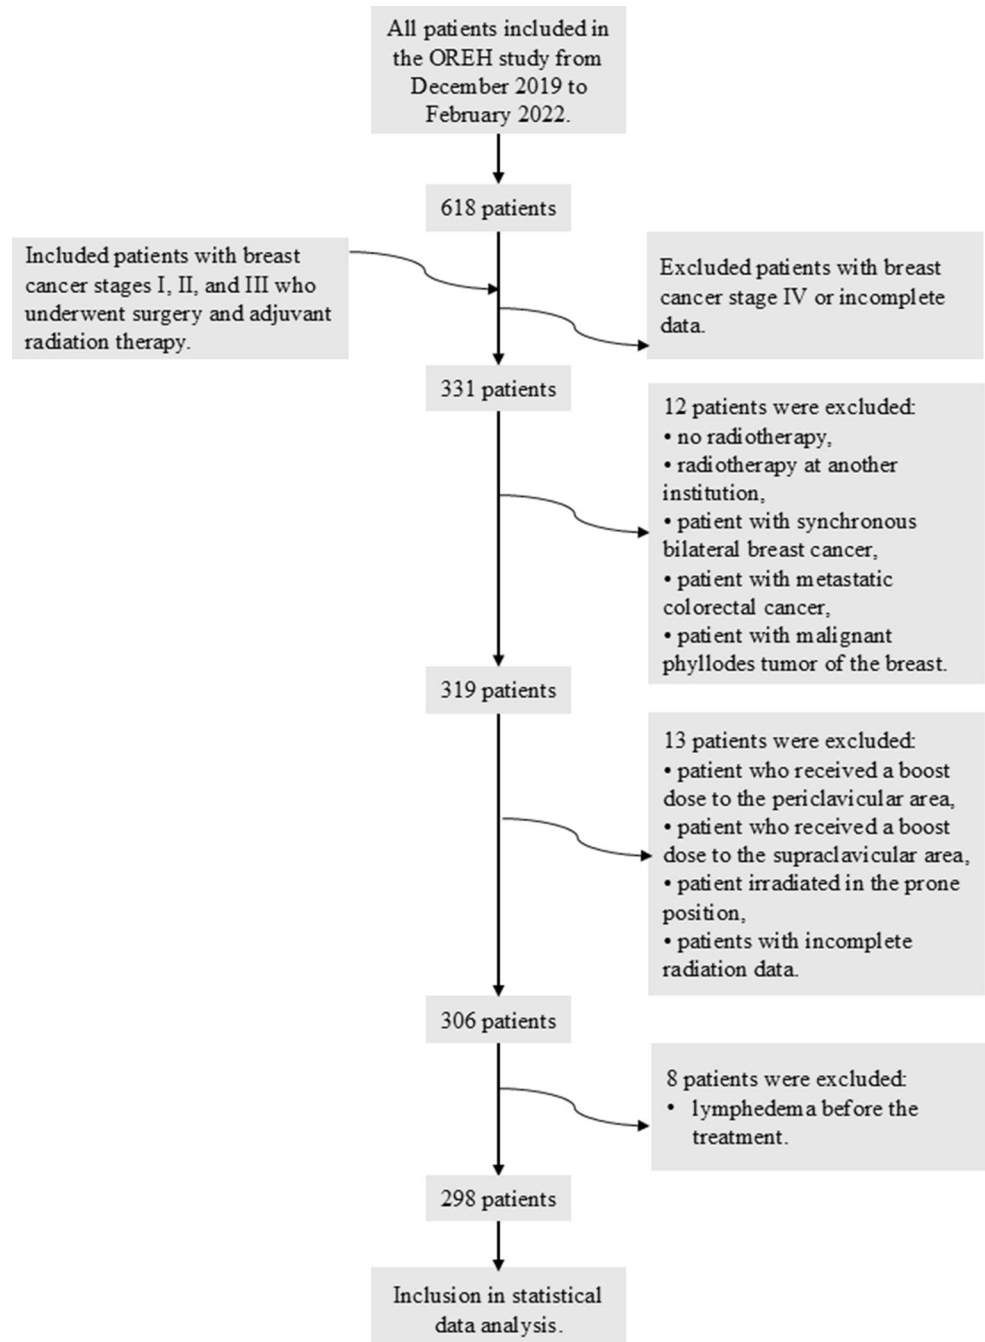 All patients included in
the OREH study from
December 2019 to
February 2022.
618 patients
Included patients with breast
cancer stages I, II, and III who
underwent surgery and adjuvant
radiation therapy.
Excluded patients with breast
cancer stage IV or incomplete
data.
331 patients
12 patients were excluded:
• no radiotherapy,
• radiotherapy at another
institution,
• patient with synchronous
bilateral breast cancer,
• patient with metastatic
colorectal cancer,
• patient with malignant
phyllodes tumor of the breast.
319 patients
13 patients were excluded:
• patient who received a boost
dose to the periclavicular area,
• patient who received a boost
dose to the supraclavicular area,
• patient irradiated in the prone
position,
• patients with incomplete
radiation data.
306 patients
8 patients were excluded:
• lymphedema before the
treatment.
298 patients
Inclusion in statistical
data analysis.